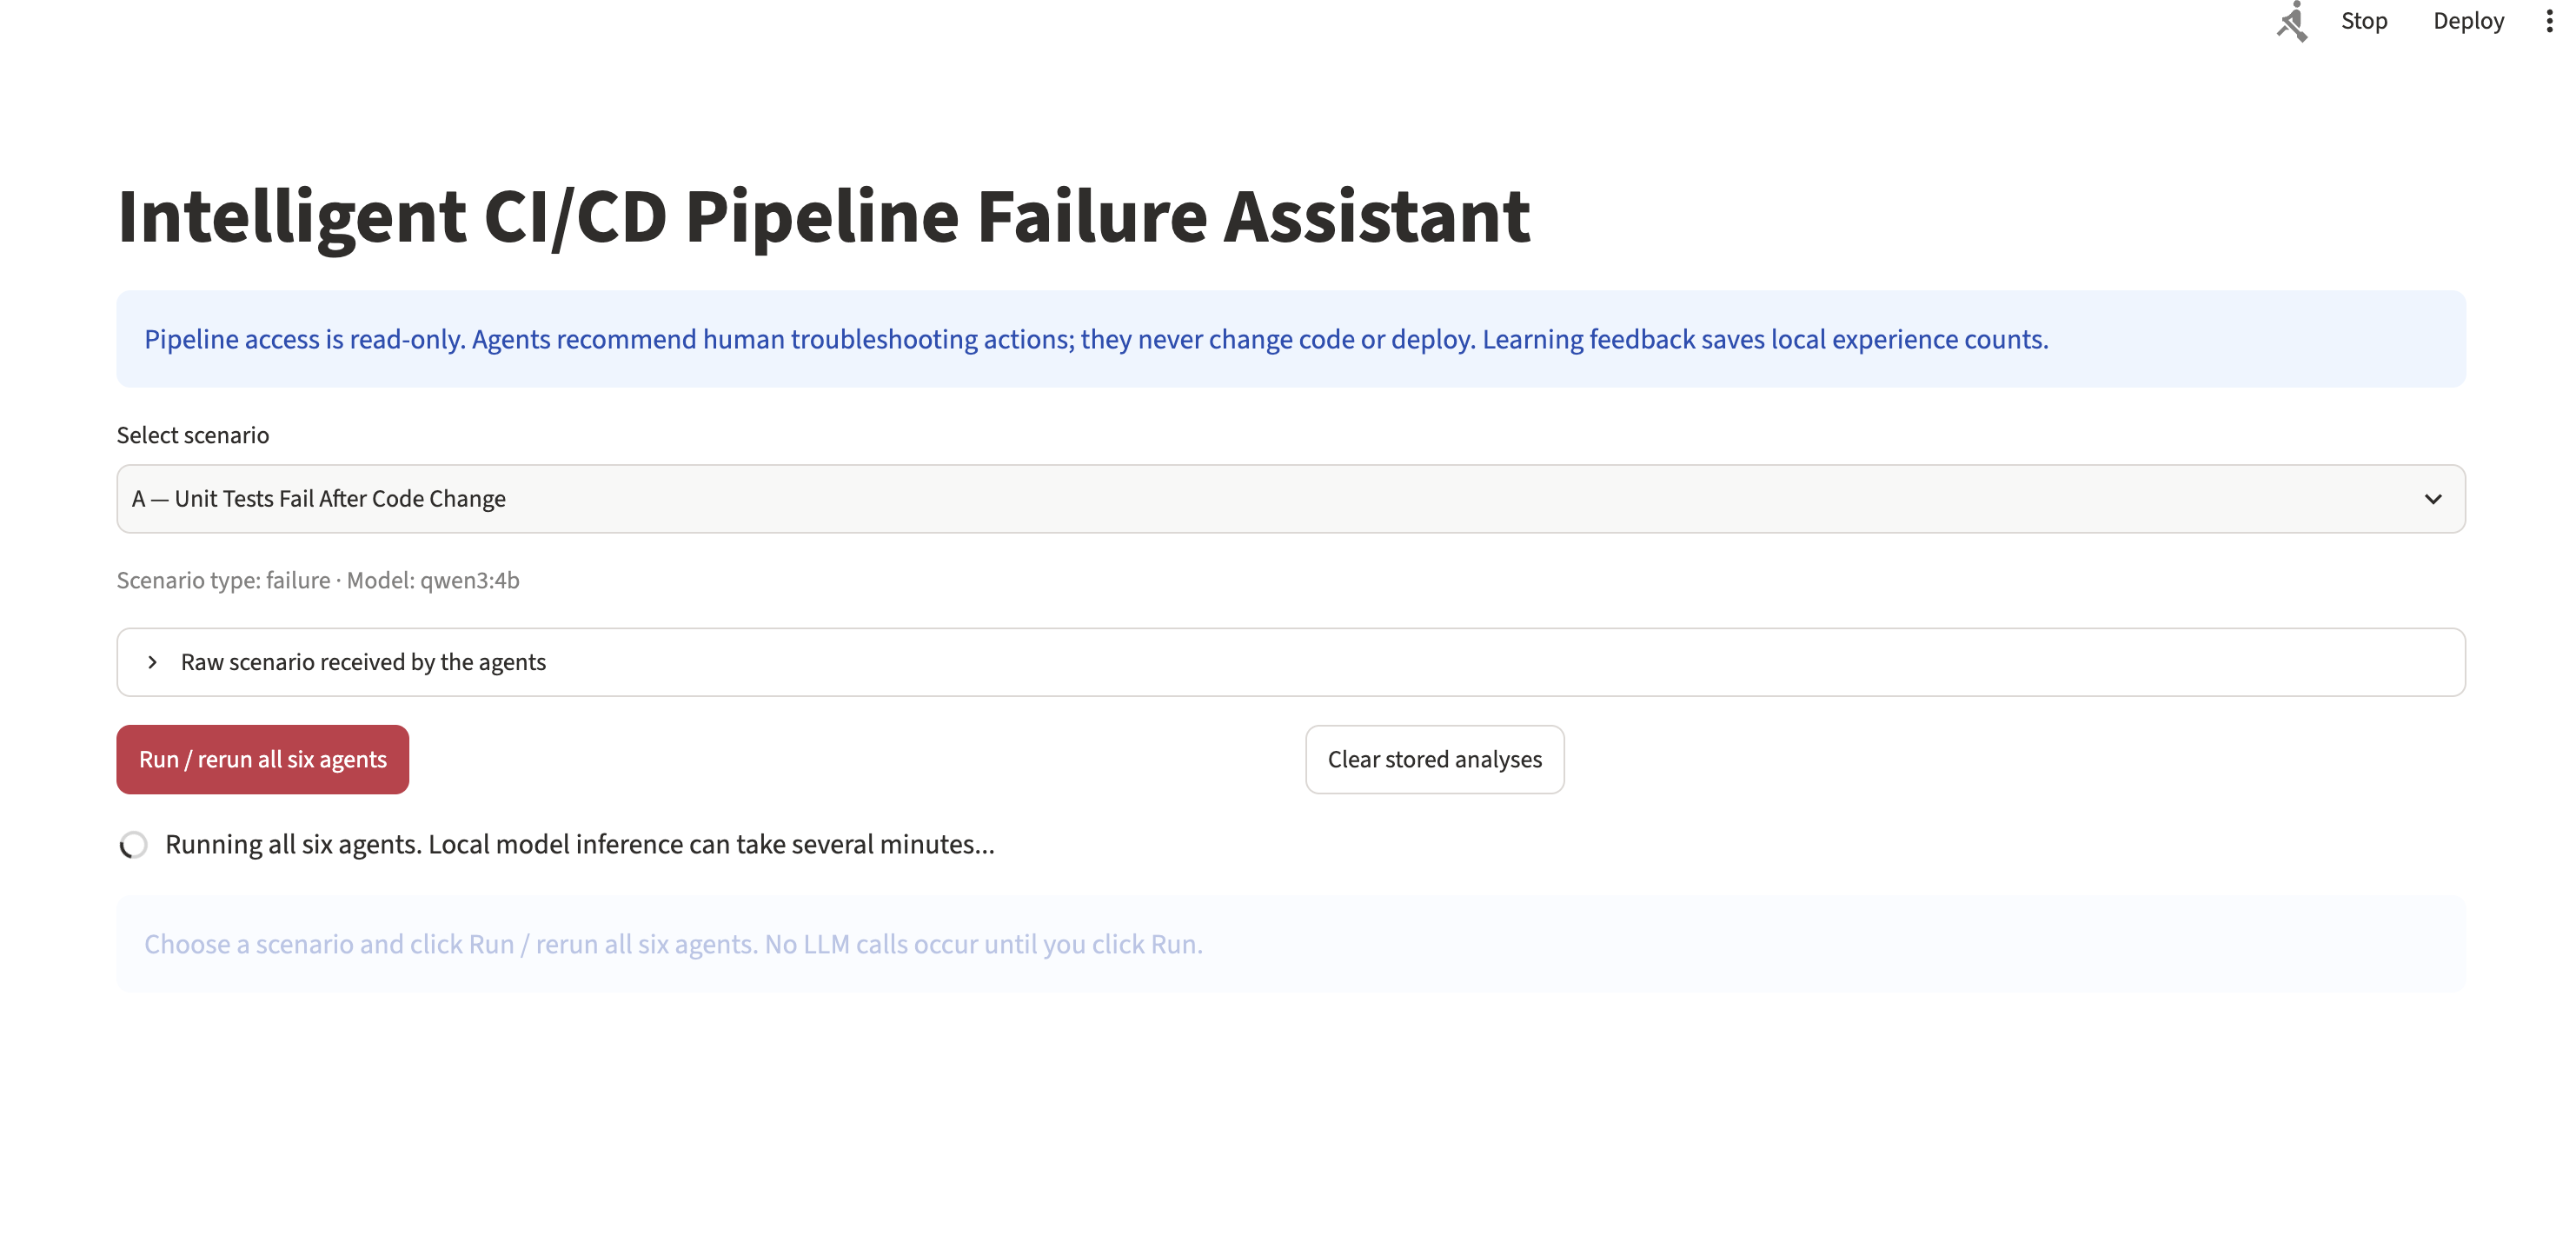 Stop Deploy
Intelligent CI/CD Pipeline Failure Assistant
Pipeline access is read-only. Agents recommend human troubleshooting actions; they never change code or deploy. Learning feedback saves local experience counts.
Select scenario
A — Unit Tests Fail After Code Change
Scenario type: failure · Model: qwen3:4b
Raw scenario received by the agents
Run / rerun all six agents Clear stored analyses
Running all six agents. Local model inference can take several minutes...
Choose a scenario and click Run / rerun all six agents. No LLM calls occur until you click Run.